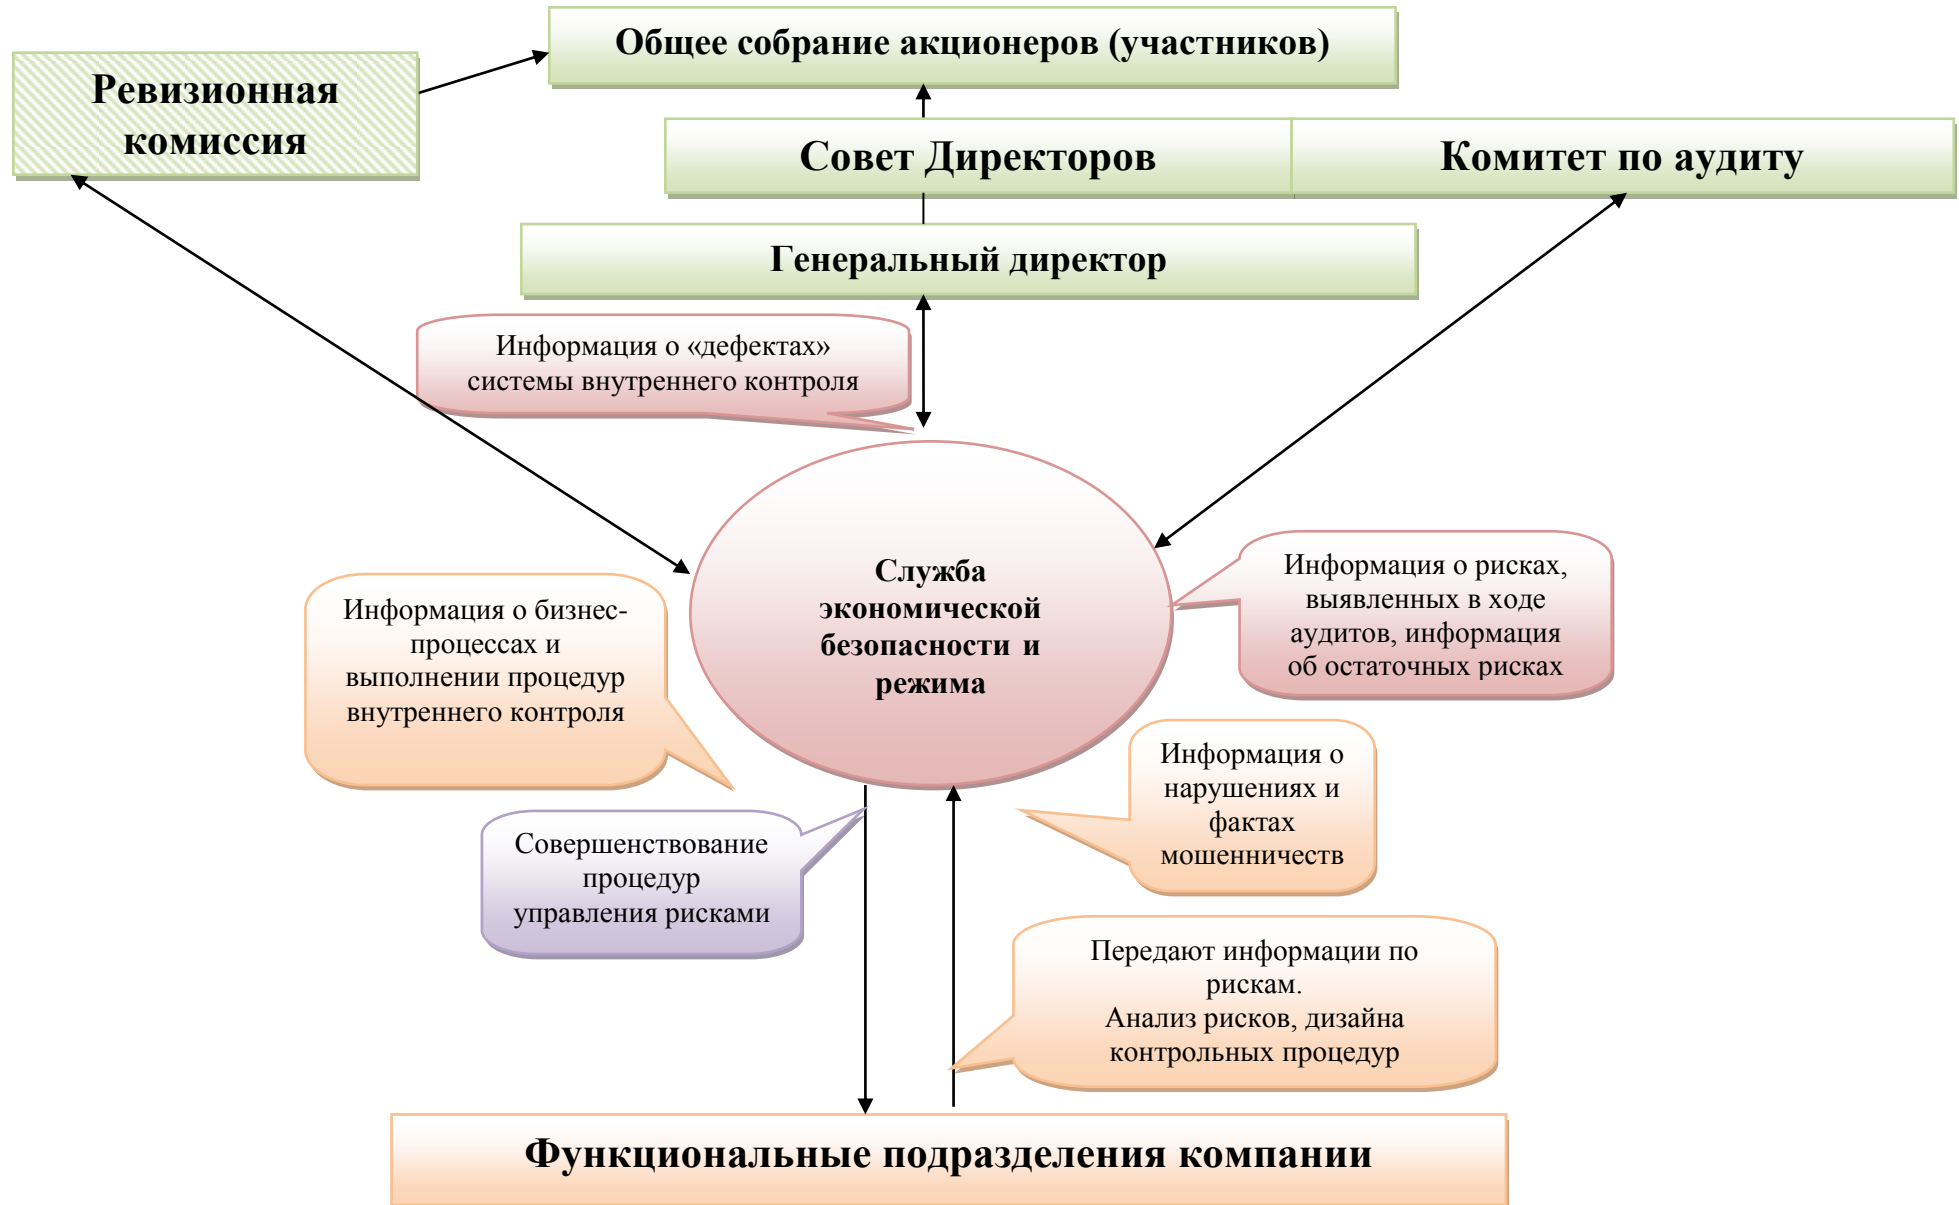 Общее собрание акционеров (участников)
Ревизионная
комиссия
Совет Директоров
Комитет по аудиту
Генеральный директор
Информация о «дефектах»
системы внутреннего контроля
Служба
экономической
безопасности и
режима
Информация о рисках,
выявленных в ходе
аудитов, информация
об остаточных рисках
Информация о бизнес-
процессах и
выполнении процедур
внутреннего контроля
Информация о
нарушениях и
фактах
мошенничеств
Совершенствование
процедур
управления рисками
Передают информации по
рискам.
Анализ рисков, дизайна
контрольных процедур
Функциональные подразделения компании